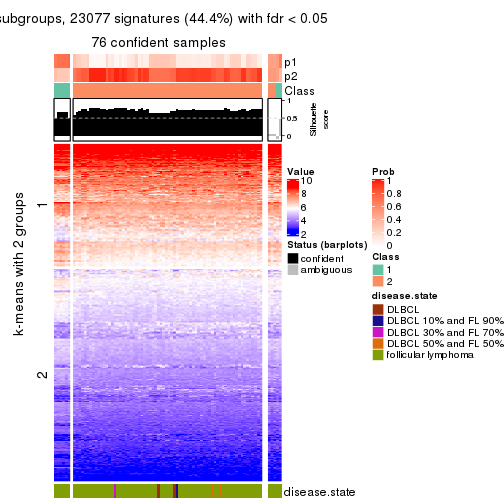 subgroups, 23077 signatures (44.4%) with fdr < 0.05
76 confident samples
p1
p2
Class
1
0.5
0
Silhouette
score
k-means with 2 groups
1
2
Value
10
8
6
4
2
Status (barplots)
confident
ambiguous
Prob
1
0.8
0.6
0.4
0.2
0
Class
1
2
disease.state
DLBCL
DLBCL 10% and FL 90%
DLBCL 30% and FL 70%
DLBCL 50% and FL 50%
follicular lymphoma
disease.state